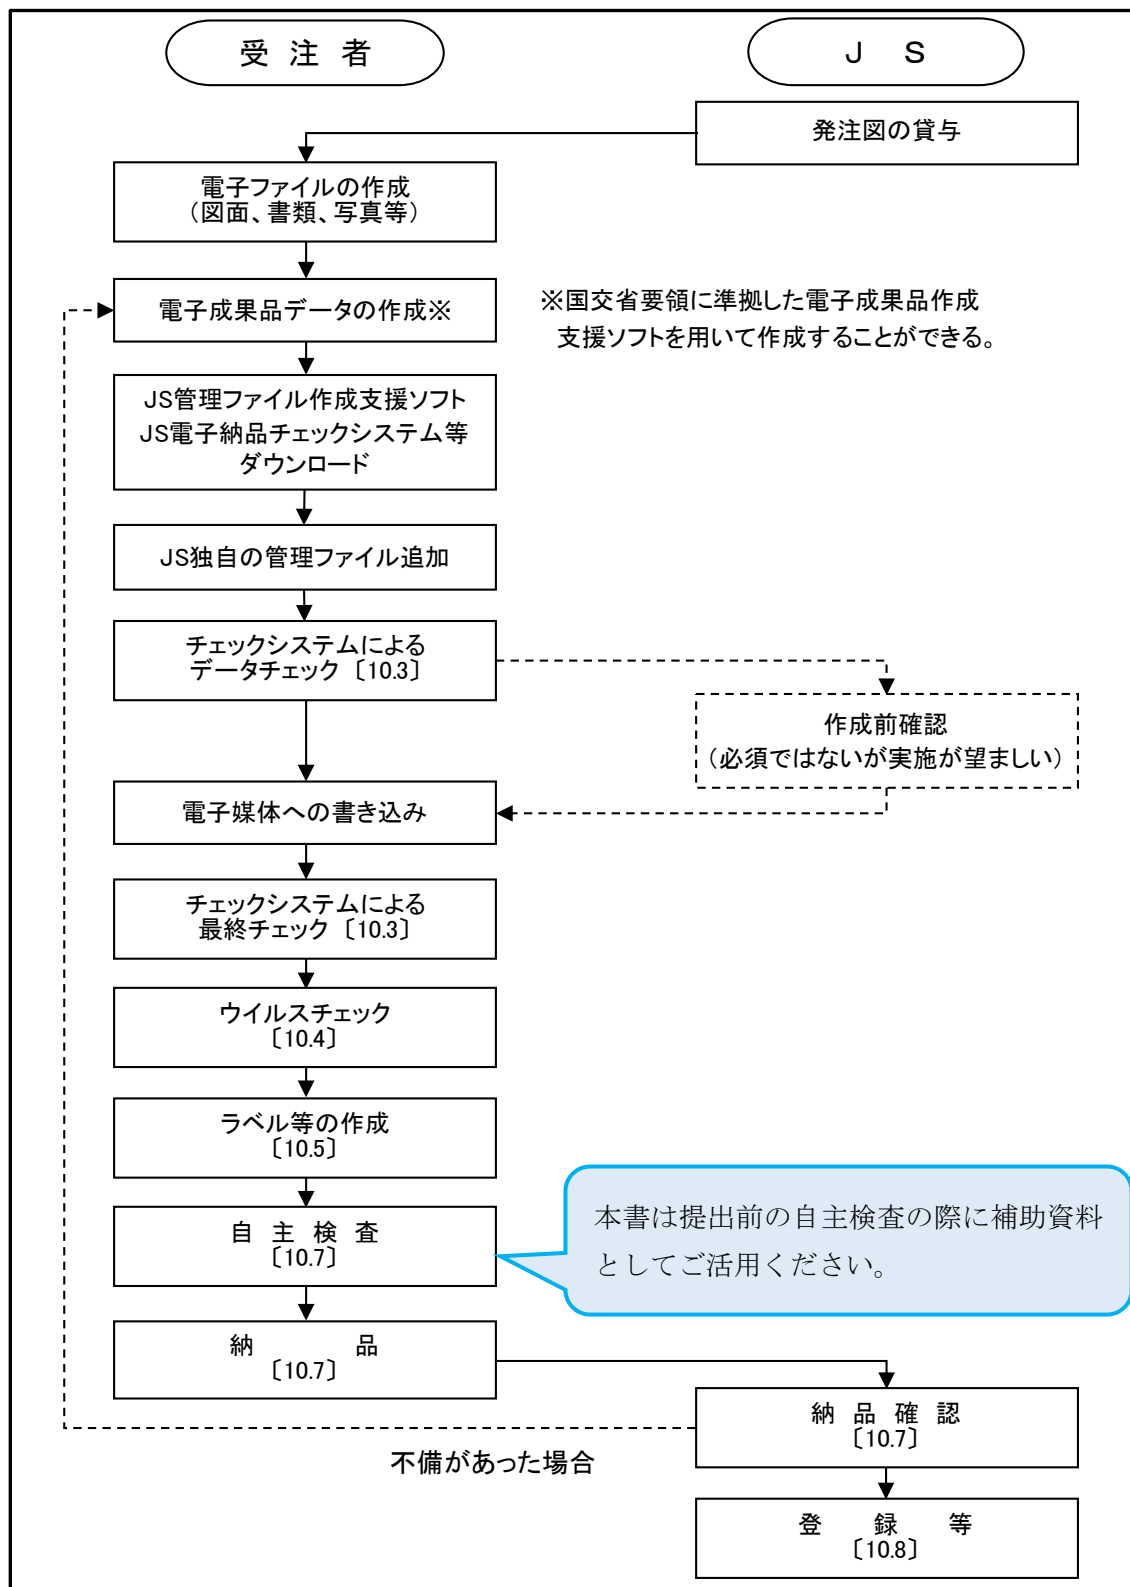 受 注 者
J S
発注図の貸与
電子ファイルの作成
（図面、書類、写真等）
電子成果品データの作成※
※国交省要領に準拠した電子成果品作成
支援ソフトを用いて作成することができる。
JS管理ファイル作成支援ソフト
JS電子納品チェックシステム等
ダウンロード
JS独自の管理ファイル追加
チェックシステムによる
データチェック〔10.3〕
作成前確認
（必須ではないが実施が望ましい）
電子媒体への書き込み
チェックシステムによる
最終チェック〔10.3〕
ウイルスチェック
〔10.4〕
ラベル等の作成
〔10.5〕
自 主 検 査
〔10.7〕
本書は提出前の自主検査の際に補助資料
としてご活用ください。
納 品
〔10.7〕
納 品 確 認
〔10.7〕
不備があった場合
登 録 等
〔10.8〕